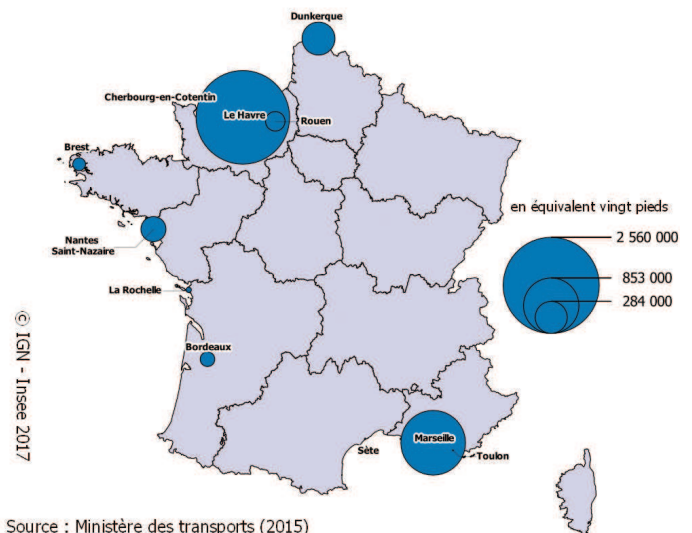 Dunkerque
Cherbourg-en-Cotentin
Le Havre
Rouen
Brest
en équivalent vingt pieds
2 560 000
853 000
284 000
Nantes
Saint-Nazaire
La Rochelle
Bordeaux
Marseille
Sète
Toulon
© IGN - Insee 2017
Source : Ministère des transports (2015)